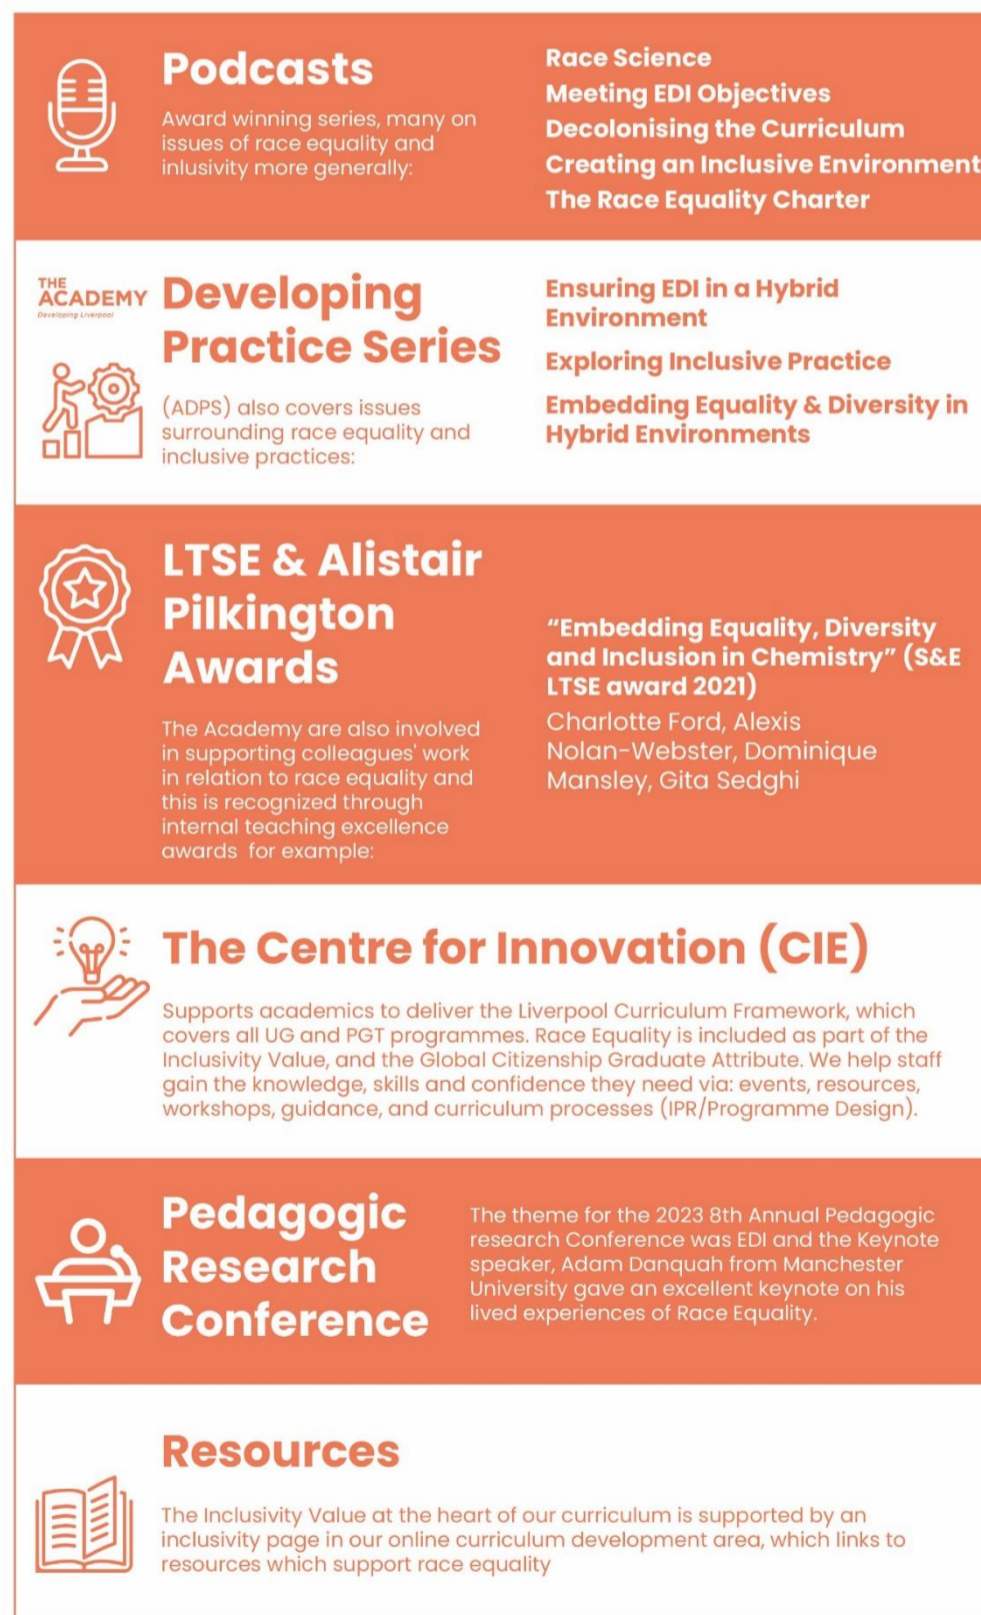 Podcasts
Award winning series, many on
issues of race equality and
inlusivity more generally:
Race Science
Meeting EDI Objectives
Decolonising the Curriculum
Creating an Inclusive Environment
The Race Equality Charter
THE
ACADEMY
Developing Liverpool
Developing
Practice Series
(ADPS) also covers issues
surrounding race equality and
inclusive practices:
Ensuring EDI in a Hybrid
Environment
Exploring Inclusive Practice
Embedding Equality & Diversity in
Hybrid Environments
LTSE & Alistair
Pilkington
Awards
The Academy are also involved
in supporting colleagues' work
in relation to race equality and
this is recognized through
internal teaching excellence
awards for example:
“Embedding Equality, Diversity
and Inclusion in Chemistry” (S&E
LTSE award 2021)
Charlotte Ford, Alexis
Nolan-Webster, Dominique
Mansley, Gita Sedghi
The Centre for Innovation (CIE)
Supports academics to deliver the Liverpool Curriculum Framework, which
covers all UG and PGT programmes. Race Equality is included as part of the
Inclusivity Value, and the Global Citizenship Graduate Attribute. We help staff
gain the knowledge, skills and confidence they need via: events, resources,
workshops, guidance, and curriculum processes (IPR/Programme Design).
Pedagogic
Research
Conference
The theme for the 2023 8th Annual Pedagogic
research Conference was EDI and the Keynote
speaker, Adam Danquah from Manchester
University gave an excellent keynote on his
lived experiences of Race Equality.
Resources
The Inclusivity Value at the heart of our curriculum is supported by an
inclusivity page in our online curriculum development area, which links to
resources which support race equality